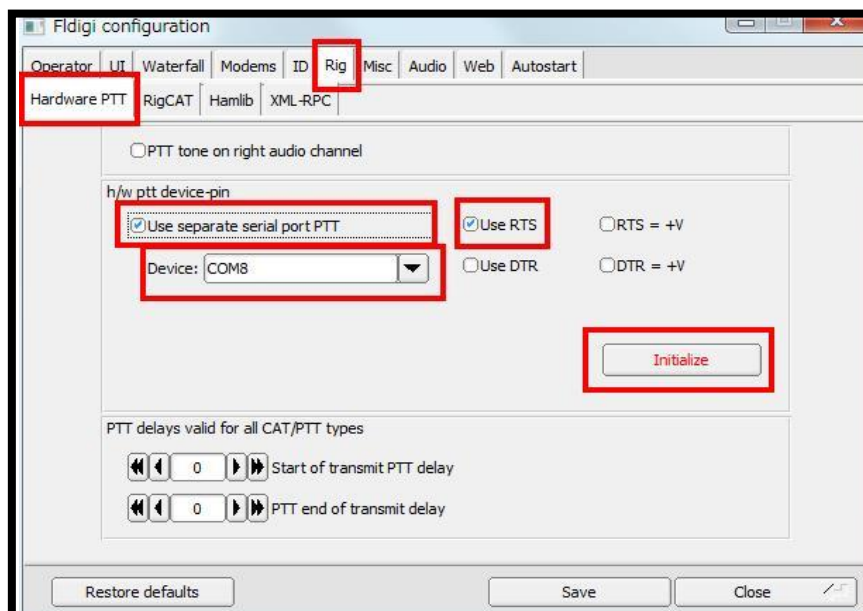 Fldigi configuration
Operator UI Waterfall Modems ID Rig Misc Audio Web Autostart
Hardware PTT RigCAT Hamlib XML-RPC
PTT tone on right audio channel
h/w ptt device-pin
Use separate serial port PTT Use RTS RTS = +V
Device: COM8 Use DTR DTR = +V
Initialize
PTT delays valid for all CAT/PTT types
0 Start of transmit PTT delay
0 PTT end of transmit delay
Restore defaults Save Close